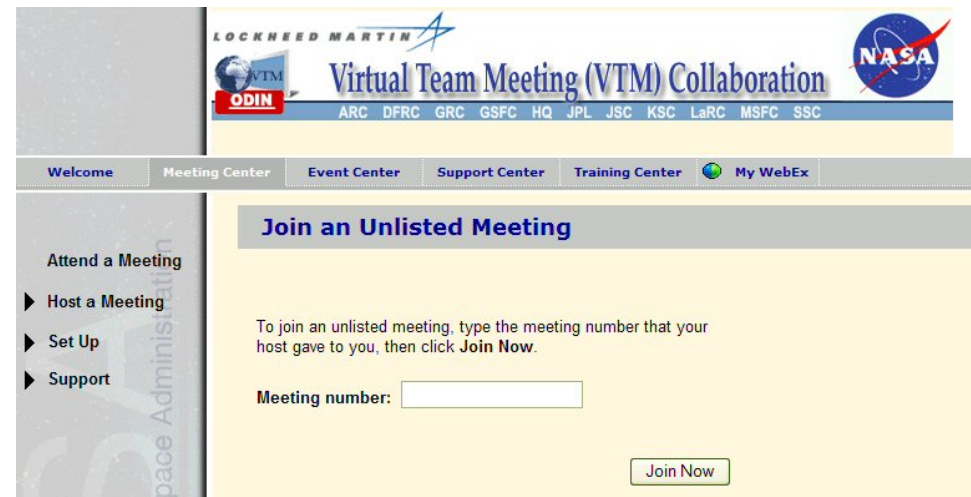 LOCKHEED MARTIN
VTM
ODIN
Virtual Team Meeting (VTM) Collaboration
NASA
ARC DFRC GRC GSFC HQ JPL JSC KSC LaRC MSFC SSC
Welcome Meeting Center Event Center Support Center Training Center My WebEx
Join an Unlisted Meeting
Attend a Meeting
Host a Meeting
Set Up
Support
pace Administration
To join an unlisted meeting, type the meeting number that your
host gave to you, then click Join Now.
Meeting number:
Join Now